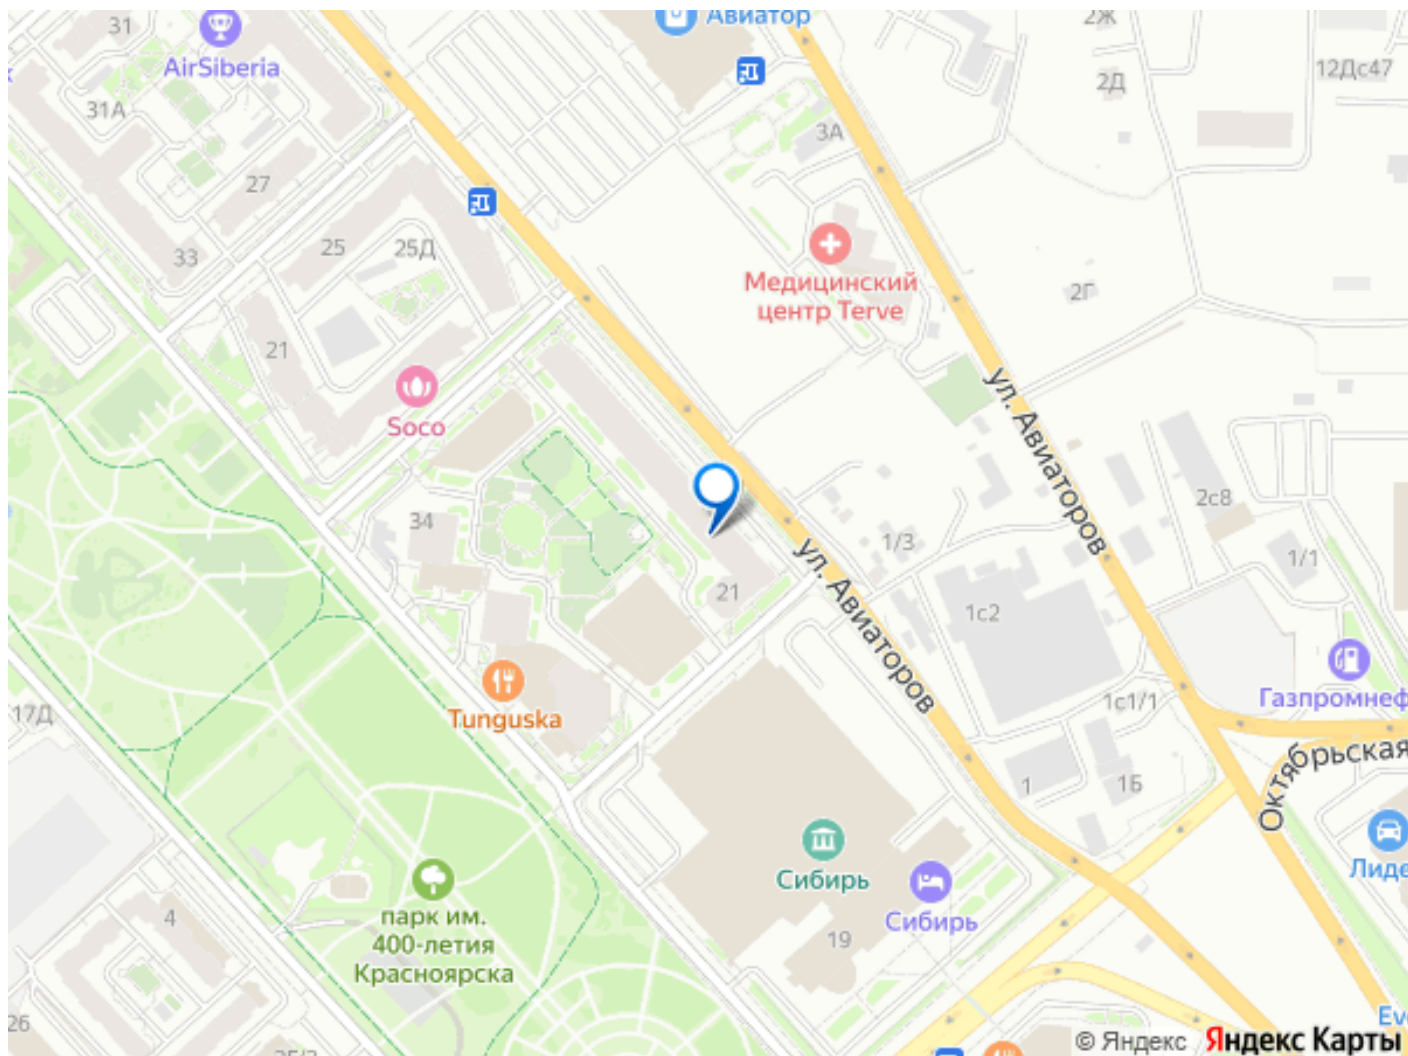 31
Авиатор
2Ж
AirSiberia
12Дс47
2Д
31А
3А
27
25
25Д
33
Медицинский
центр Terve
2Г
21
Soco
ул. Авиаторов
2с8
34
1/3
1/1
ул. Авиаторов
21
1с2
Газпромнеф
Tunguska
1с1/1
17Д
Октябрьская
1
1Б
Сибирь
Лиде
парк им.
400-летия
Красноярска
4
Сибирь
19
26
Ev
© Яндекс Яндекс Карты